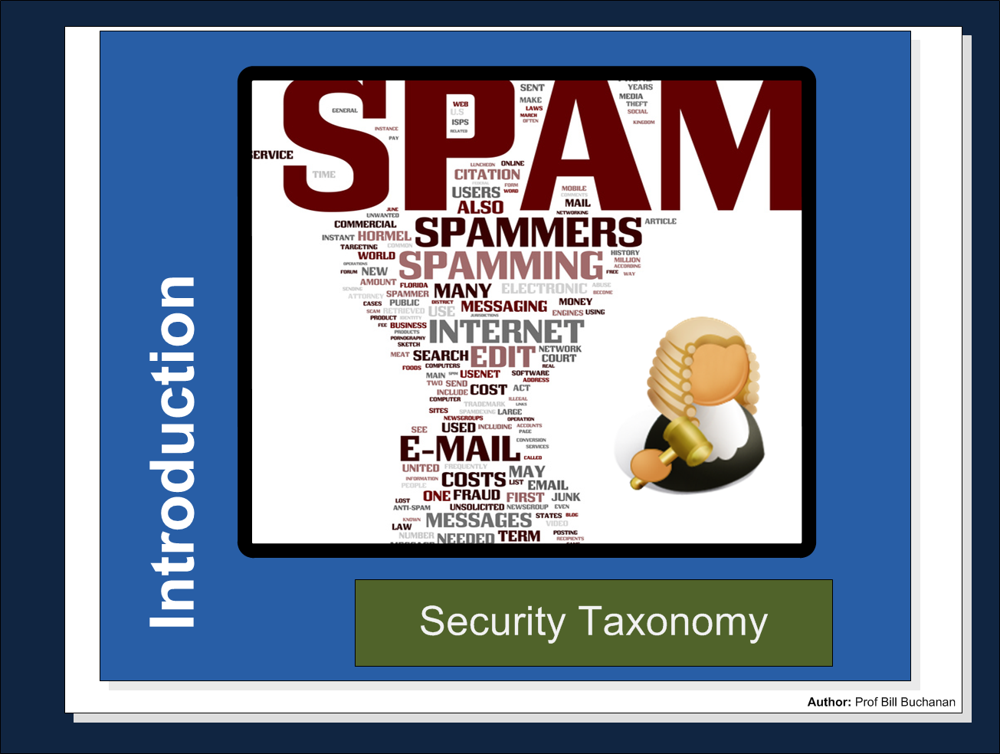 Introduction
SPAM
SENT
YEARS
MEDIA
MAKE
WEB
THEFT
GENERAL
U.S
LAWS
SOCIAL
MARCH
OFTEN
ISPS
KINGDOM
INSTANCE
RELATED
PAY
SERVICE
LUNCHEON ONLINE
TIME
CITATION
FORM
USERS WORD
MOBILE
COMMENTS
ALSO
MAIL
JUNE
NETWORKING
UNWANTED
COMMERCIAL SPAMMERS ARTICLE
INSTANT HORMEL
TARGETING COMMON
WORLD SPAMMING HISTORY
MILLION
OPERATIONS
ACCORDING
FORUM NEW FREE WAY
AMOUNT FLORIDA
SENDING MANY ELECTRONIC ABUSE
ATTORNEY SPAMMER BECOME
CASES PUBLIC DISTRICT MESSAGING MONEY
SCAM RETRIEVED USE JURISDICTIONS ENGINES USING
PRODUCT IDENTITY
FEE BUSINESS INTERNET
PRODUCTS
PORNOGRAPHY
SKETCH
MEAT SEARCH EDIT NETWORK
COURT
FOODS COMPUTERS REAL
MAIN SPIN USENET SOFTWARE
TWO SEND ADDRESS
INCLUDE COST ACT
COMPUTER TRADEMARK ILLEGAL
LINKS
SITES SPAMDEXING LARGE
NEWSGROUPS OPERATION
SEE USED INCLUDING ACCOUNTS
PAGE
E-MAIL CONVERSION
SERVICES
CALLED
UNITED FREQUENTLY MAY
INFORMATION COSTS LIST EMAIL
PEOPLE
ONE FRAUD FIRST JUNK
LOST
ANTI-SPAM UNSOLICITED NEWSGROUP EVEN
KNOWN MESSAGES STATES BLOG
LAW VIDEO
NUMBER NEEDED TERM POSTING
RECIPIENTS
Security Taxonomy
Author: Prof Bill Buchanan